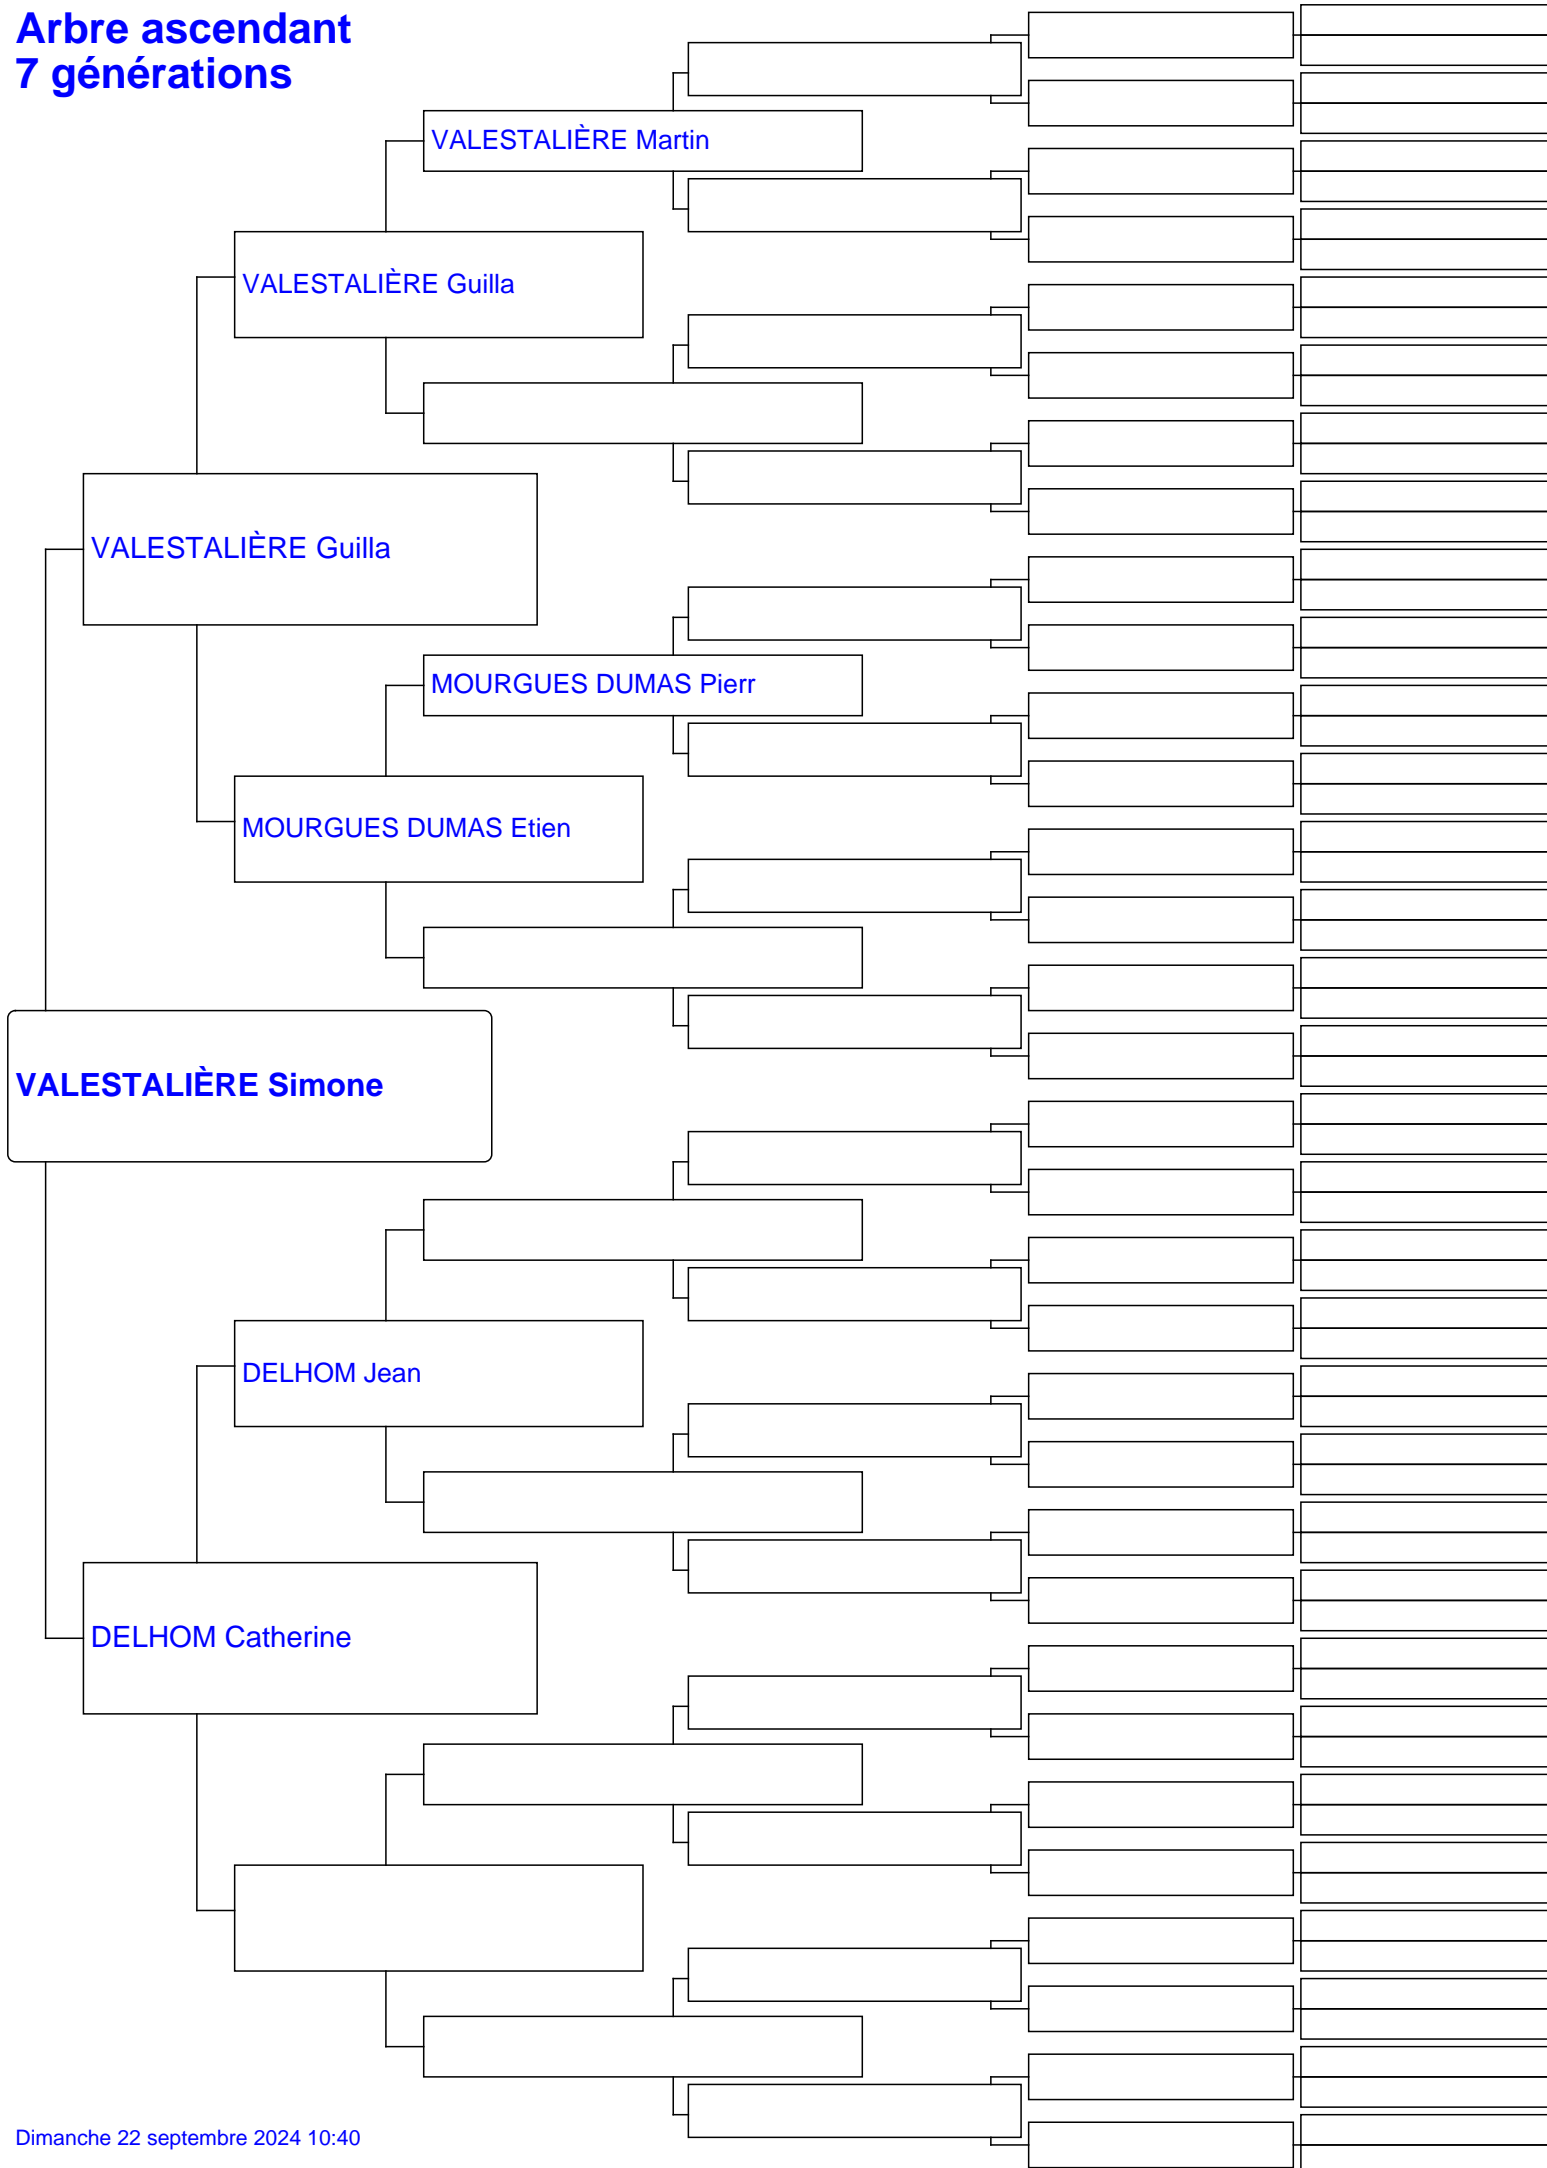 Arbre ascendant
7 générations
VALESTALIÈRE Martin
VALESTALIÈRE Guilla
VALESTALIÈRE Guilla
MOURGUES DUMAS Pierr
MOURGUES DUMAS Etien
VALESTALIÈRE Simone
DELHOM Jean
DELHOM Catherine
Dimanche 22 septembre 2024 10:40